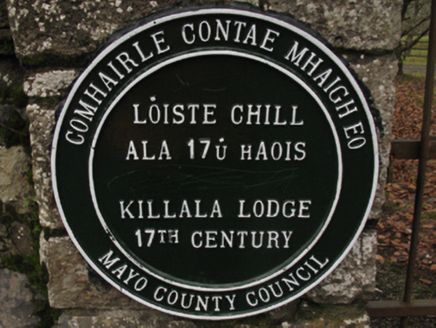 COMHAIRLE CONTAE MHAIGH EO
LÓISTE CHILL
ALA 17Ú HAOIS
KILLALA LODGE
17TH CENTURY
MAYO COUNTY COUNCIL